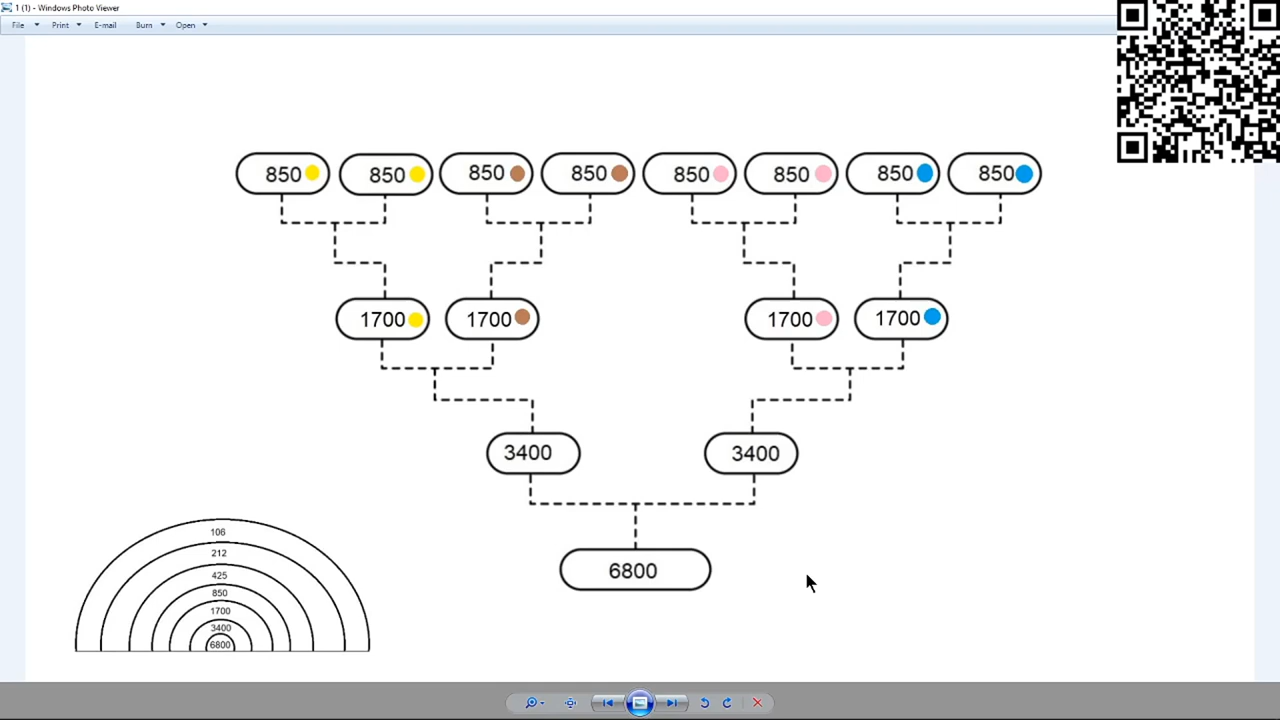 1 (1) - Windows Photo Viewer
File Print E-mail Burn Open
850 850 850 850 850 850 850 850
1700 1700 1700 1700
3400 3400
6800
106
212
425
850
1700
3400
6800